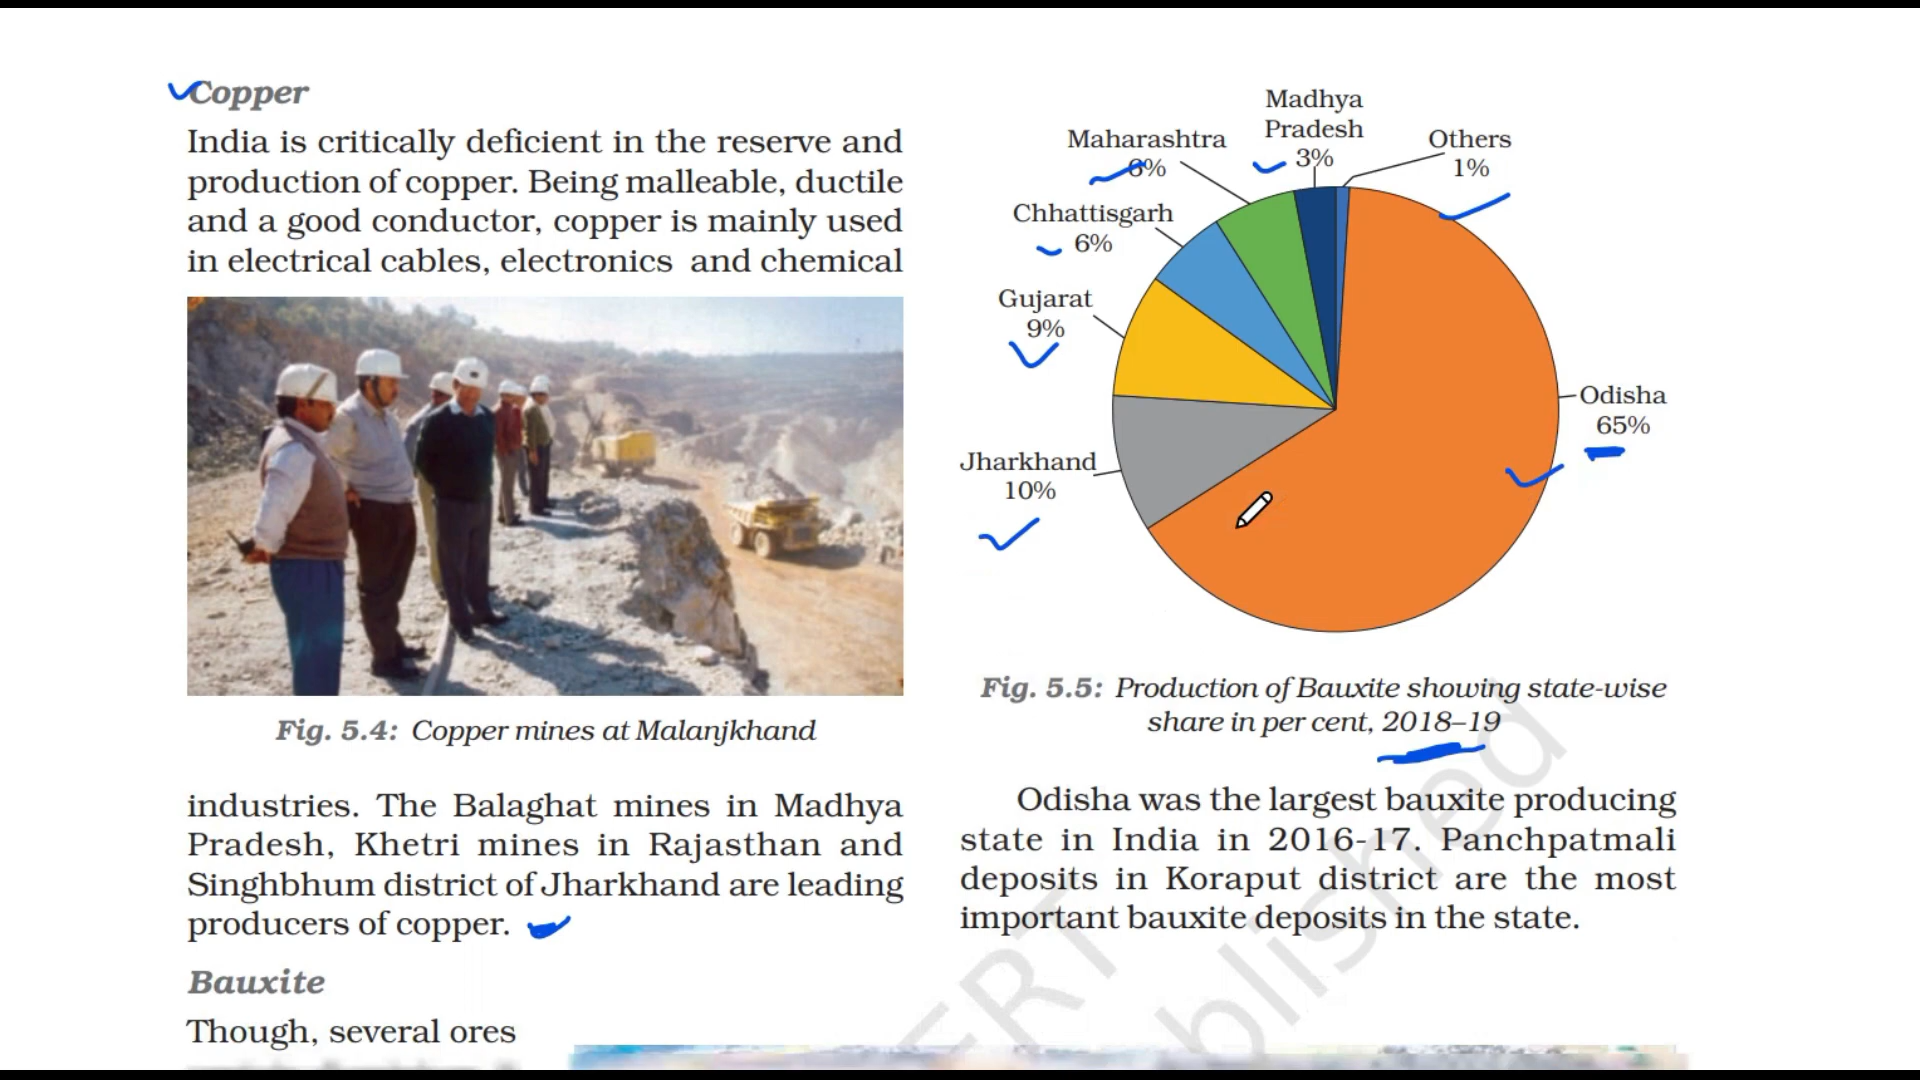 Copper
India is critically deficient in the reserve and
production of copper. Being malleable, ductile
and a good conductor, copper is mainly used
in electrical cables, electronics and chemical
Fig. 5.4: Copper mines at Malanjkhand
industries. The Balaghat mines in Madhya
Pradesh, Khetri mines in Rajasthan and
Singhbhum district of Jharkhand are leading
producers of copper.
Bauxite
Though, several ores
Madhya
Pradesh
3%
Others
1%
Maharashtra
6%
Chhattisgarh
6%
Gujarat
9%
Jharkhand
10%
Odisha
65%
Fig. 5.5: Production of Bauxite showing state-wise
share in per cent, 2018–19
Odisha was the largest bauxite producing
state in India in 2016-17. Panchpatmali
deposits in Koraput district are the most
important bauxite deposits in the state.